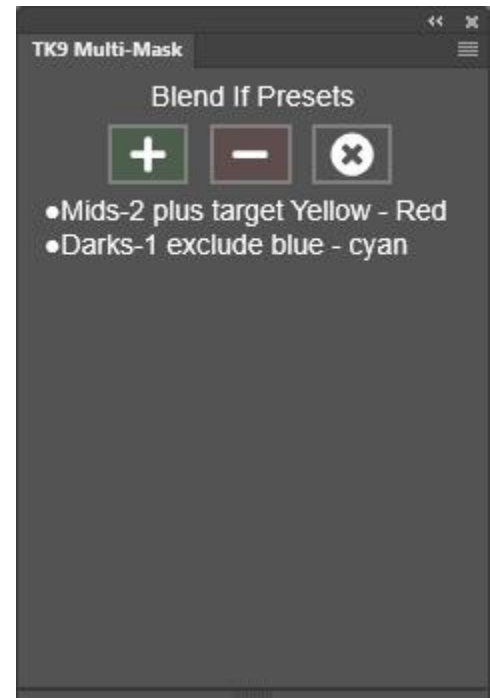 TK9 Multi-Mask
Blend If Presets
●Mids-2 plus target Yellow - Red
●Darks-1 exclude blue - cyan